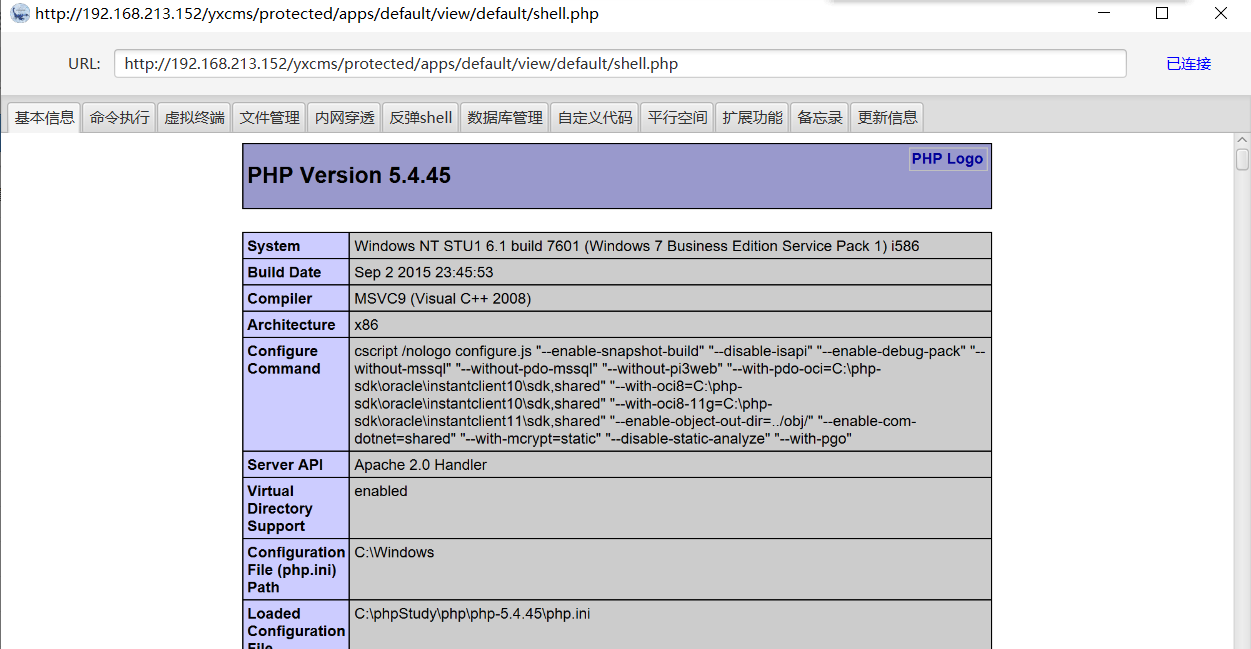 http://192.168.213.152/yxcms/protected/apps/default/view/default/shell.php
URL: http://192.168.213.152/yxcms/protected/apps/default/view/default/shell.php 已连接
基本信息 命令执行 虚拟终端 文件管理 内网穿透 反弹shell 数据库管理 自定义代码 平行空间 扩展功能 备忘录 更新信息
PHP Logo
PHP Version 5.4.45
System Windows NT STU1 6.1 build 7601 (Windows 7 Business Edition Service Pack 1) i586
Build Date Sep 2 2015 23:45:53
Compiler MSVC9 (Visual C++ 2008)
Architecture x86
Configure Command
cscript /nologo configure.js "--enable-snapshot-build" "--disable-isapi" "--enable-debug-pack" "--
without-mssql" "--without-pdo-mssql" "--without-pi3web" "--with-pdo-oci=C:\php-
sdk\oracle\instantclient10\sdk,shared" "--with-oci8=C:\php-
sdk\oracle\instantclient10\sdk,shared" "--with-oci8-11g=C:\php-
sdk\oracle\instantclient11\sdk,shared" "--enable-object-out-dir=../obj/" "--enable-com-
dotnet=shared" "--with-mcrypt=static" "--disable-static-analyze" "--with-pgo"
Server API Apache 2.0 Handler
Virtual
Directory
Support
enabled
Configuration
File (php.ini)
Path
C:\Windows
Loaded
Configuration
File
C:\phpStudy\php\php-5.4.45\php.ini